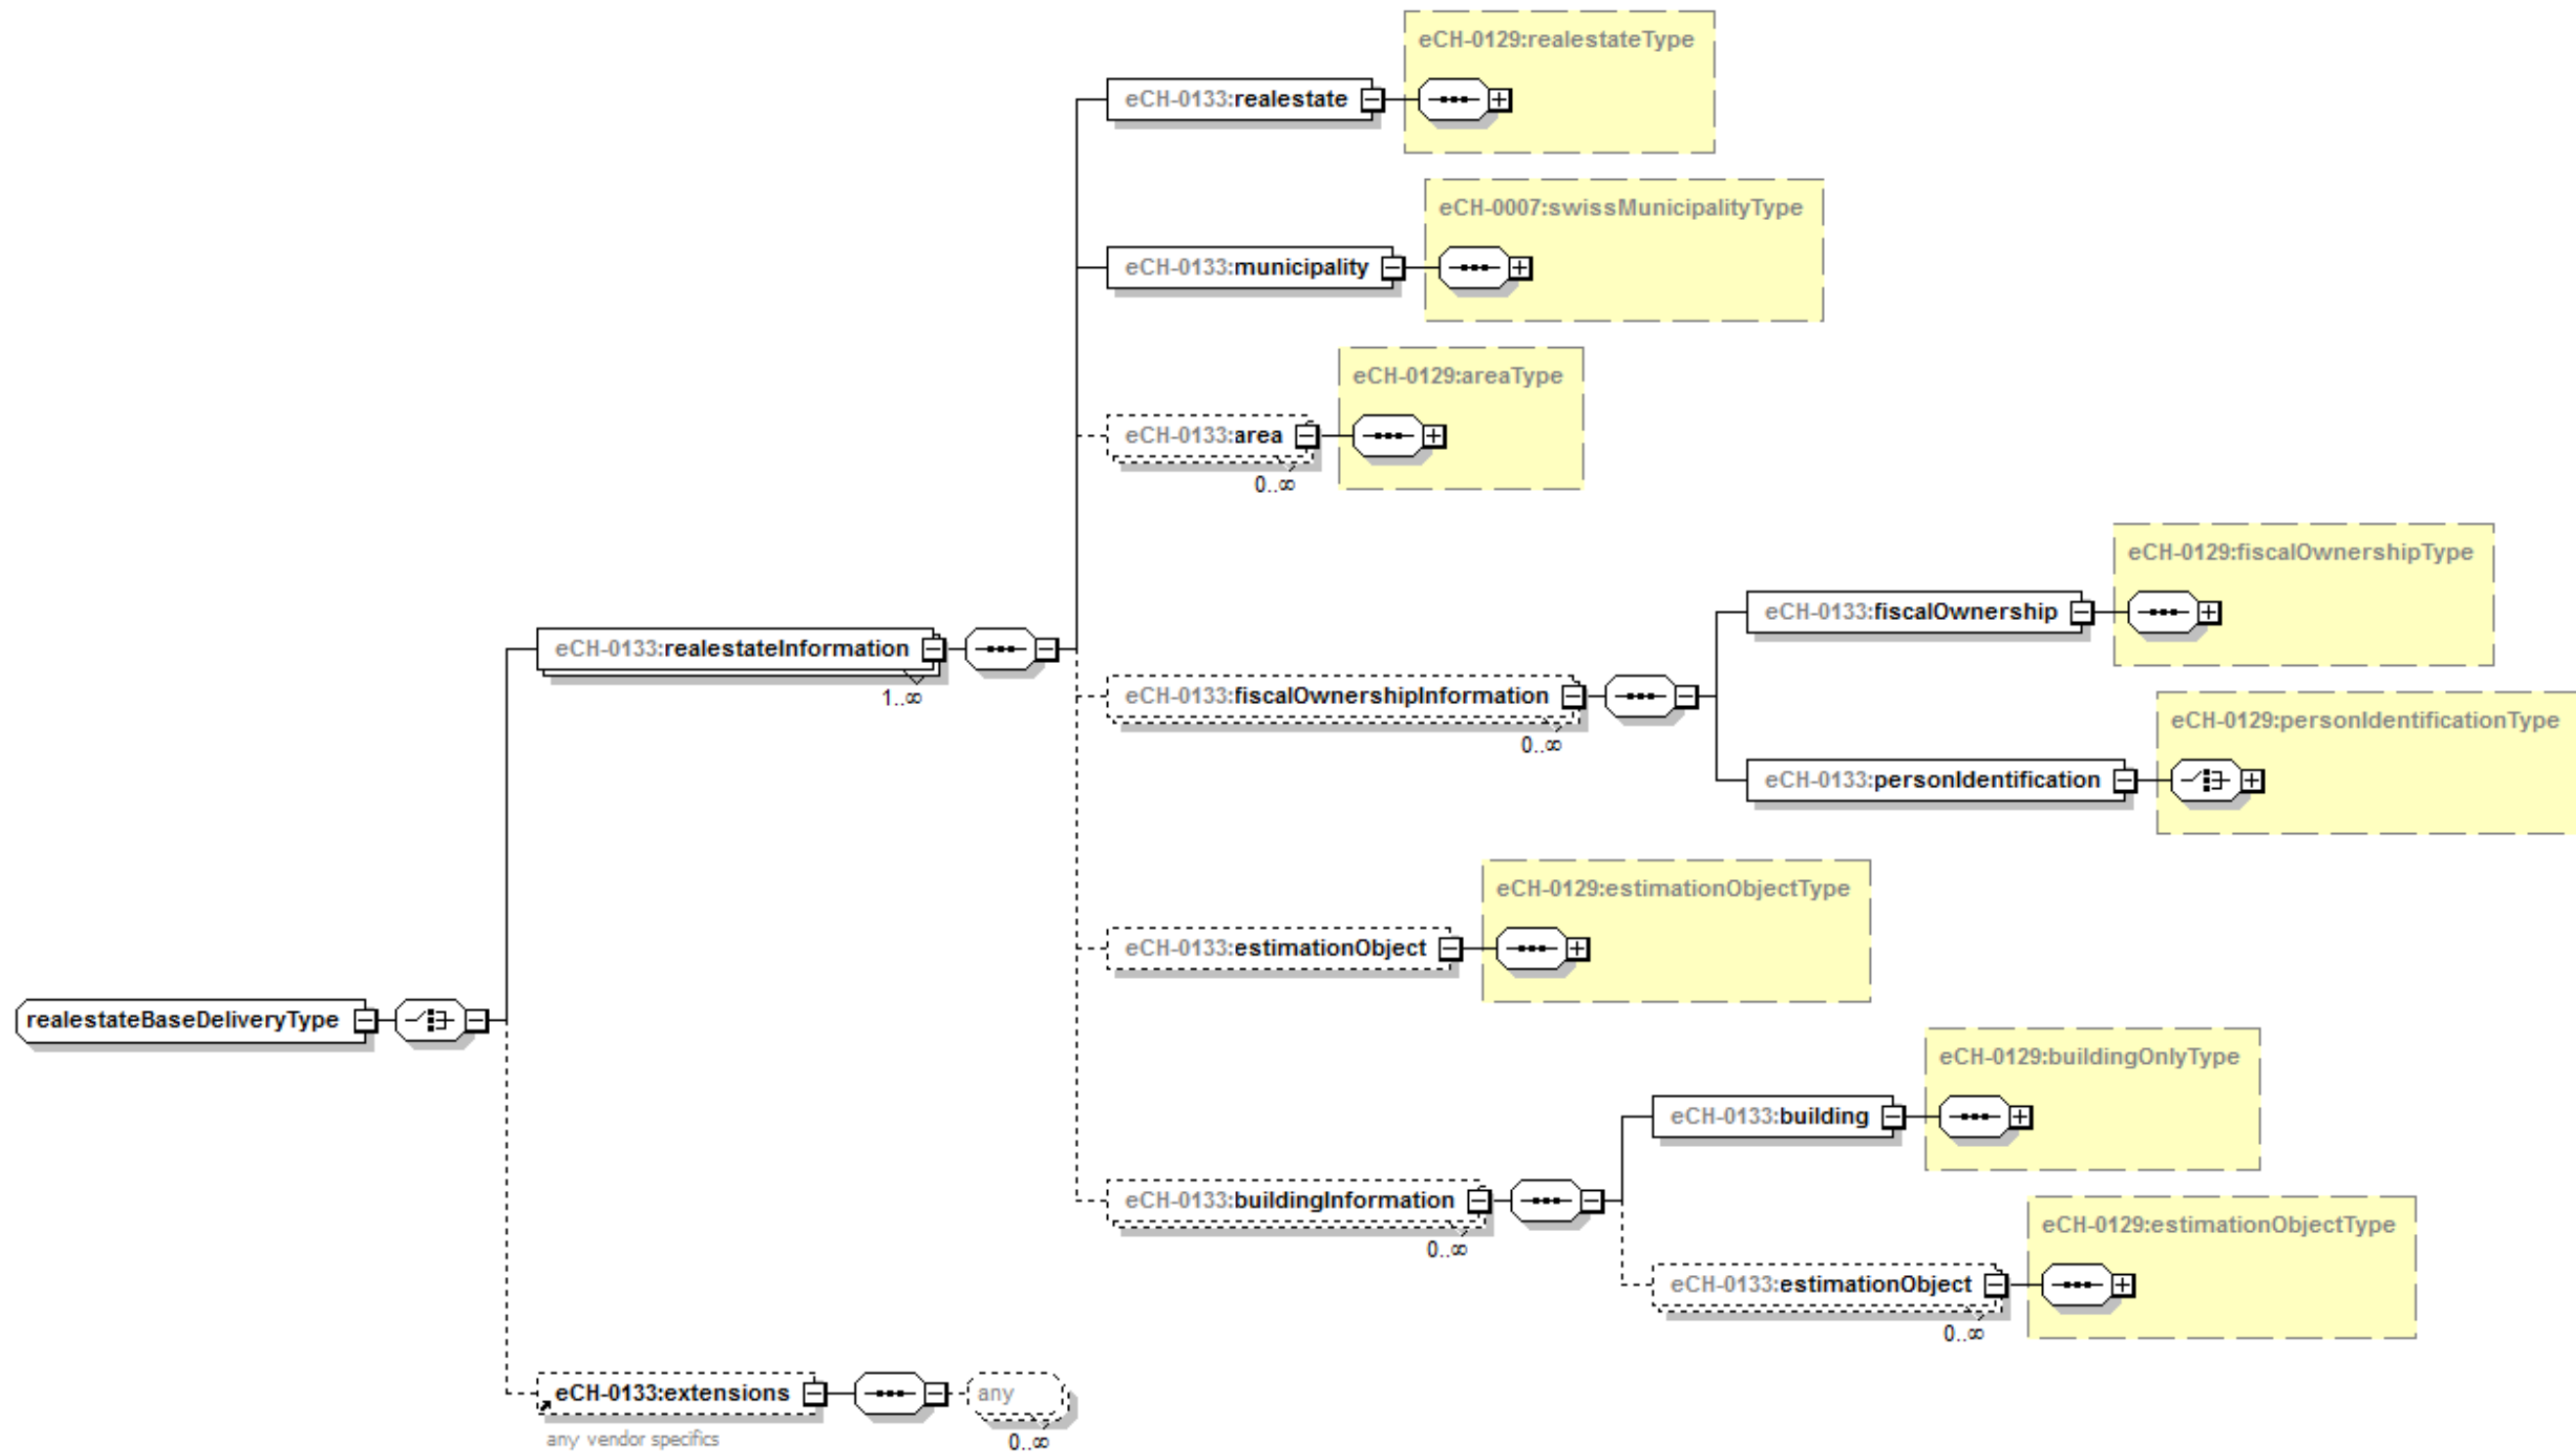 eCH-0129:realestateType
eCH-0133:realestate
eCH-0007:swissMunicipalityType
eCH-0133:municipality
eCH-0129:areaType
eCH-0133:area
0..∞
eCH-0129:fiscalOwnershipType
eCH-0133:fiscalOwnership
eCH-0133:realestateInformation
1..∞
eCH-0133:fiscalOwnershipInformation
0..∞
eCH-0129:personIdentificationType
eCH-0133:personIdentification
eCH-0129:estimationObjectType
eCH-0133:estimationObject
realestateBaseDeliveryType
eCH-0129:buildingOnlyType
eCH-0133:building
eCH-0133:buildingInformation
0..∞
eCH-0129:estimationObjectType
eCH-0133:estimationObject
0..∞
eCH-0133:extensions
any
any vendor specifics
0..∞